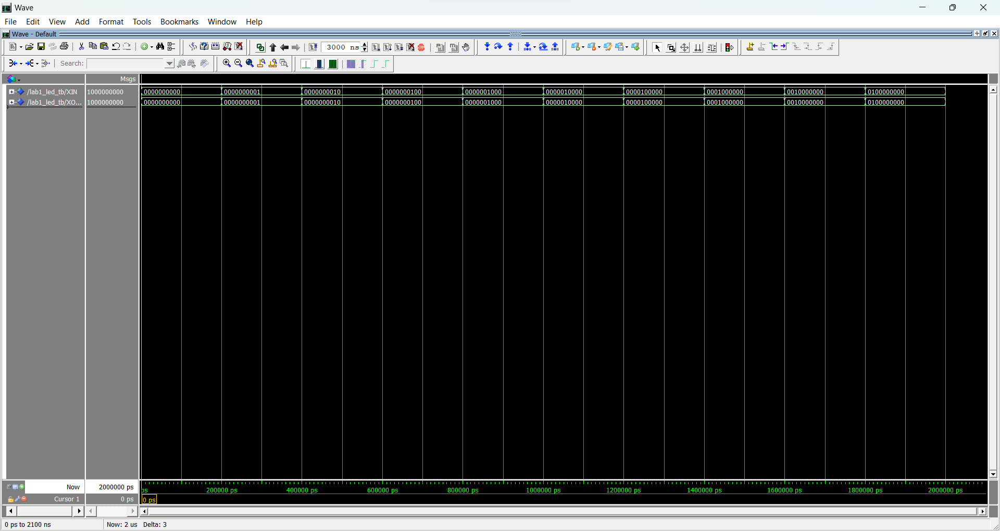 Wave
File Edit View Add Format Tools Bookmarks Window Help
Wave - Default
3000 ns
Search:
Msgs
/lab1_led_tb/XIN 1000000000 0000000000 0000000001 0000000010 0000000100 0000001000 0000010000 0000100000 0001000000 0010000000 0100000000
/lab1_led_tb/XO... 1000000000 0000000000 0000000001 0000000010 0000000100 0000001000 0000010000 0000100000 0001000000 0010000000 0100000000
Now 2000000 ps ps 200000 ps 400000 ps 600000 ps 800000 ps 1000000 ps 1200000 ps 1400000 ps 1600000 ps 1800000 ps 2000000 ps
Cursor 1 0 ps 0 ps
0 ps to 2100 ns Now: 2 us Delta: 3